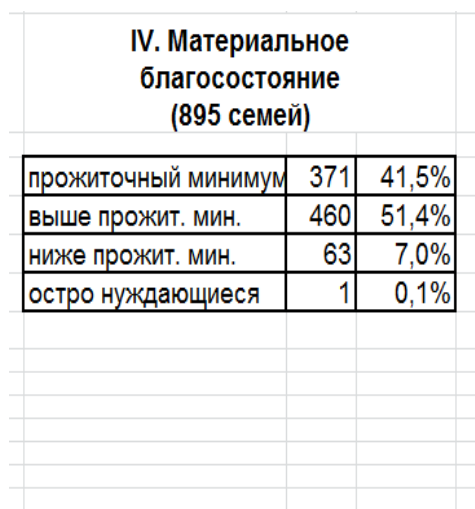 IV. Материальное
благосостояние
(895 семей)
прожиточный минимум 371 41,5%
выше прожит. мин. 460 51,4%
ниже прожит. мин. 63 7,0%
остро нуждающиеся 1 0,1%